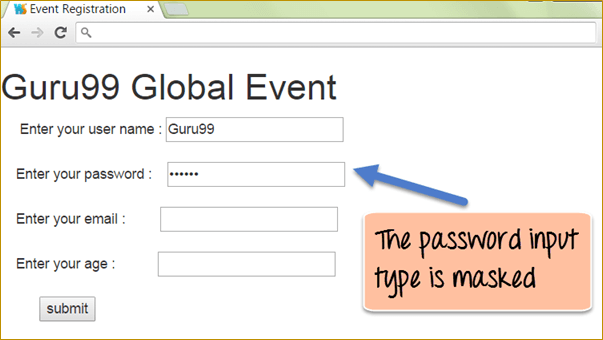 Event Registration
Guru99 Global Event
Enter your user name : Guru99
Enter your password : ••••••
Enter your email :
Enter your age :
submit
The password input
type is masked